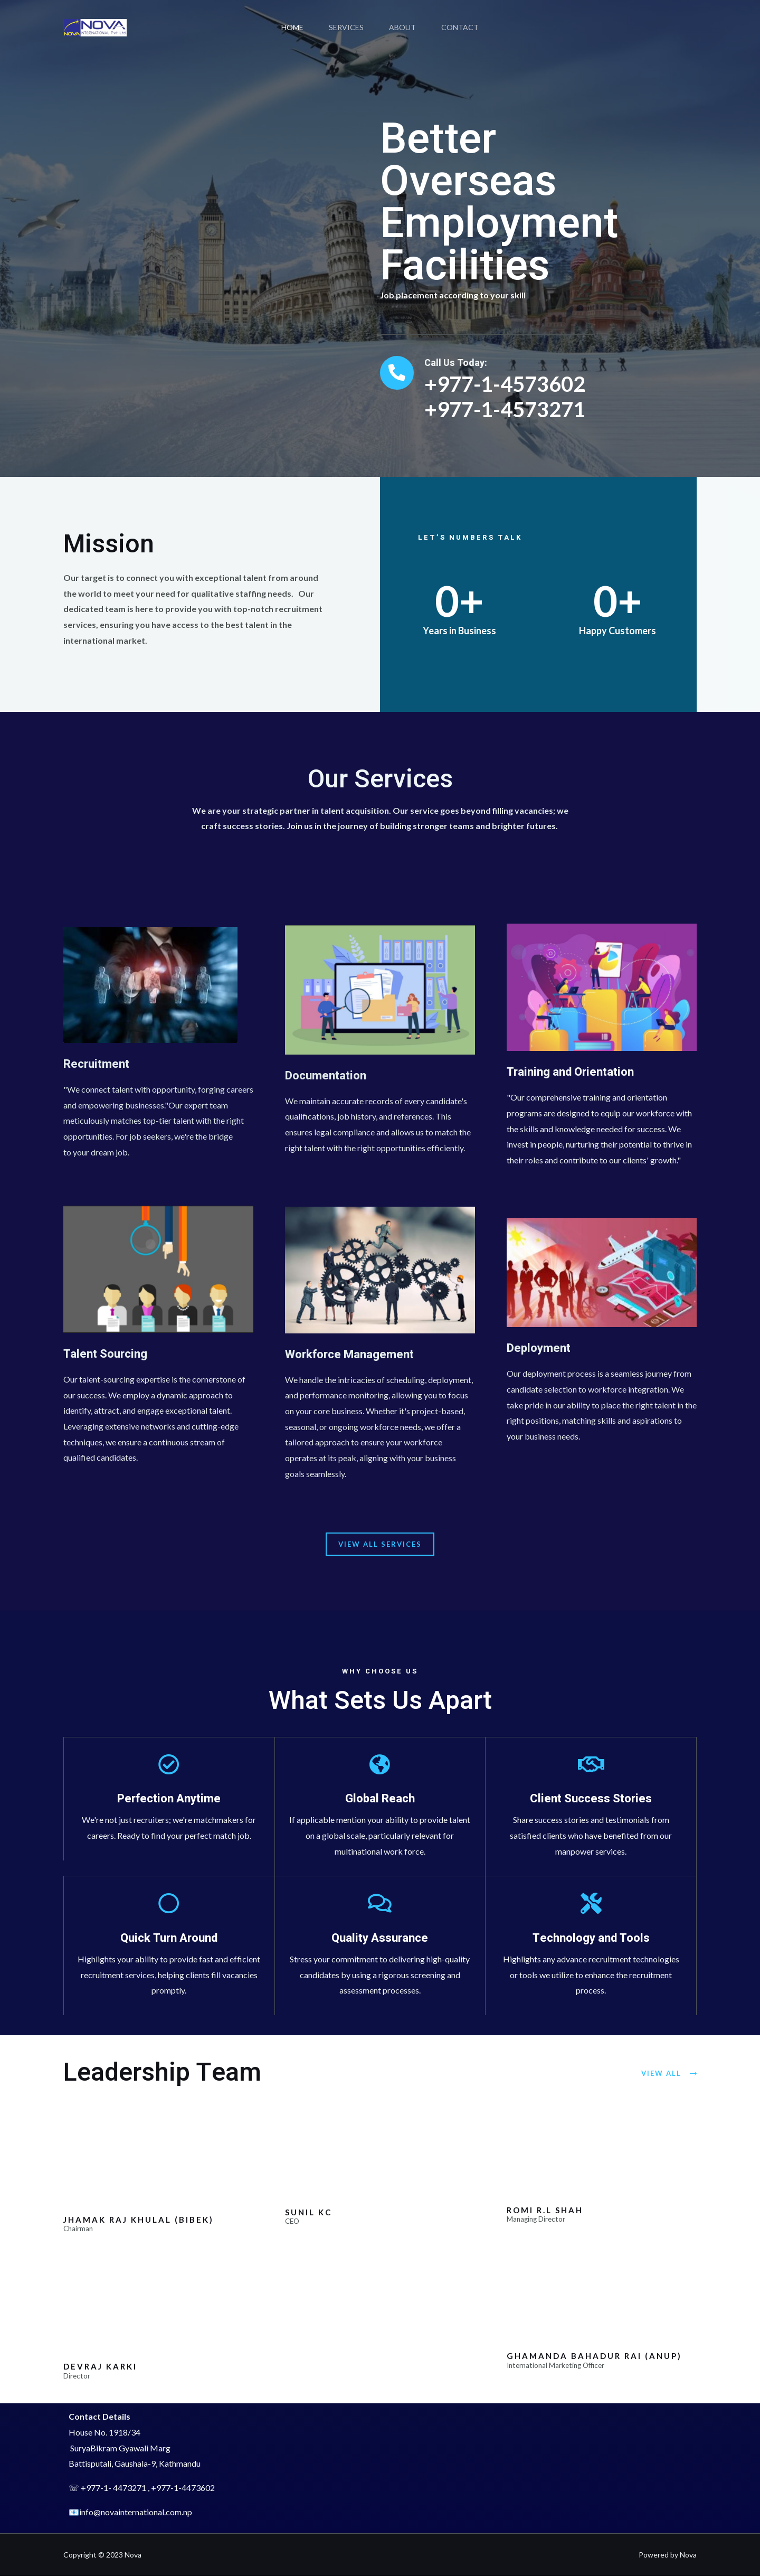 NOVA
NOVA
INTERNATIONAL PVT. LTD
HOME
SERVICES
ABOUT
CONTACT
Better
Overseas
Employment
Facilities
Job placement according to your skill
Call Us Today:
+977-1-4573602
+977-1-4573271
Mission
Our target is to connect you with exceptional talent from around
the world to meet your need for qualitative staffing needs. Our
dedicated team is here to provide you with top-notch recruitment
services, ensuring you have access to the best talent in the
international market.
LET'S NUMBERS TALK
0+
Years in Business
0+
Happy Customers
Our Services
We are your strategic partner in talent acquisition. Our service goes beyond filling vacancies; we
craft success stories. Join us in the journey of building stronger teams and brighter futures.
Recruitment
"We connect talent with opportunity, forging careers
and empowering businesses."Our expert team
meticulously matches top-tier talent with the right
opportunities. For job seekers, we're the bridge
to your dream job.
Documentation
We maintain accurate records of every candidate's
qualifications, job history, and references. This
ensures legal compliance and allows us to match the
right talent with the right opportunities efficiently.
Training and Orientation
"Our comprehensive training and orientation
programs are designed to equip our workforce with
the skills and knowledge needed for success. We
invest in people, nurturing their potential to thrive in
their roles and contribute to our clients' growth."
Talent Sourcing
Our talent-sourcing expertise is the cornerstone of
our success. We employ a dynamic approach to
identify, attract, and engage exceptional talent.
Leveraging extensive networks and cutting-edge
techniques, we ensure a continuous stream of
qualified candidates.
Workforce Management
We handle the intricacies of scheduling, deployment,
and performance monitoring, allowing you to focus
on your core business. Whether it's project-based,
seasonal, or ongoing workforce needs, we offer a
tailored approach to ensure your workforce
operates at its peak, aligning with your business
goals seamlessly.
Deployment
Our deployment process is a seamless journey from
candidate selection to workforce integration. We
take pride in our ability to place the right talent in the
right positions, matching skills and aspirations to
your business needs.
VIEW ALL SERVICES
WHY CHOOSE US
What Sets Us Apart
Perfection Anytime
We're not just recruiters; we're matchmakers for
careers. Ready to find your perfect match job.
Global Reach
If applicable mention your ability to provide talent
on a global scale, particularly relevant for
multinational work force.
Client Success Stories
Share success stories and testimonials from
satisfied clients who have benefited from our
manpower services.
Quick Turn Around
Highlights your ability to provide fast and efficient
recruitment services, helping clients fill vacancies
promptly.
Quality Assurance
Stress your commitment to delivering high-quality
candidates by using a rigorous screening and
assessment processes.
Technology and Tools
Highlights any advance recruitment technologies
or tools we utilize to enhance the recruitment
process.
Leadership Team
VIEW ALL →
JHAMAK RAJ KHULAL (BIBEK)
Chairman
SUNIL KC
CEO
ROMI R.L SHAH
Managing Director
DEVRAJ KARKI
Director
GHAMANDA BAHADUR RAI (ANUP)
International Marketing Officer
Contact Details
House No. 1918/34
SuryaBikram Gyawali Marg
Battisputali, Gaushala-9, Kathmandu
☏ +977-1- 4473271 , +977-1-4473602
📧info@novainternational.com.np
Copyright © 2023 Nova
Powered by Nova